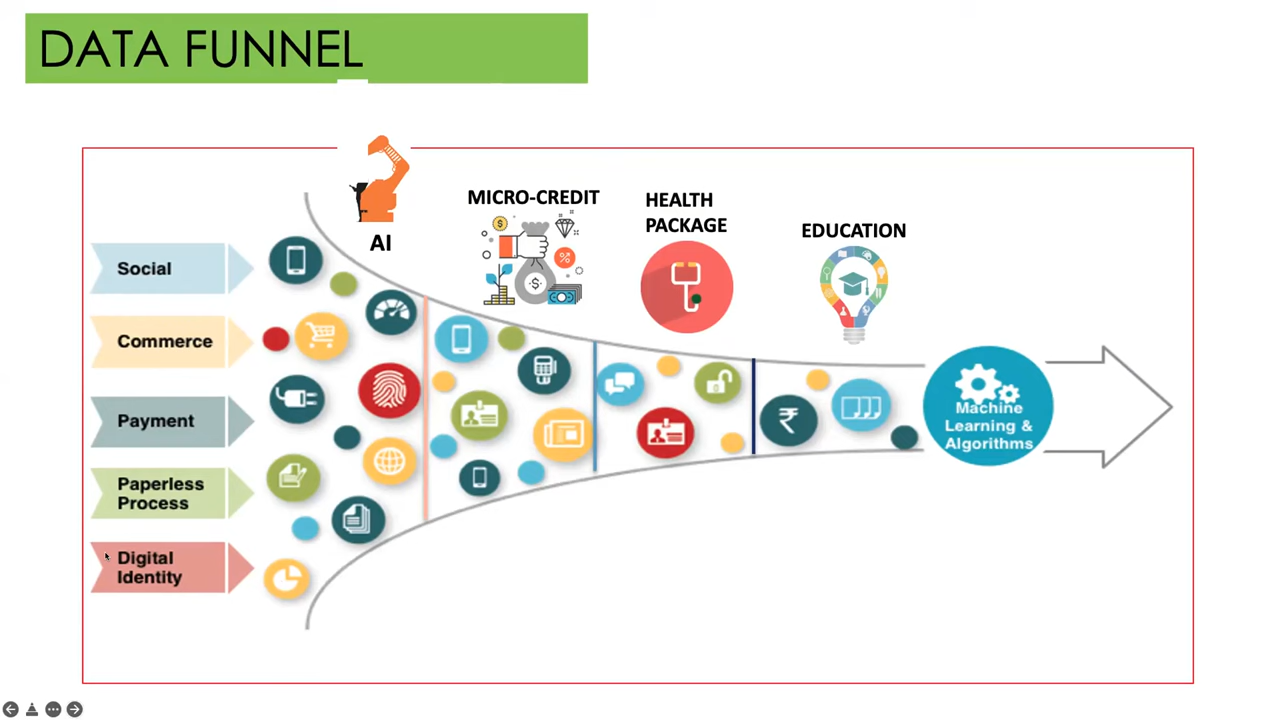 DATA FUNNEL
AI
MICRO-CREDIT
HEALTH
PACKAGE
EDUCATION
Social
Commerce
Payment
Paperless
Process
Digital
Identity
₹
Machine
Learning &
Algorithms